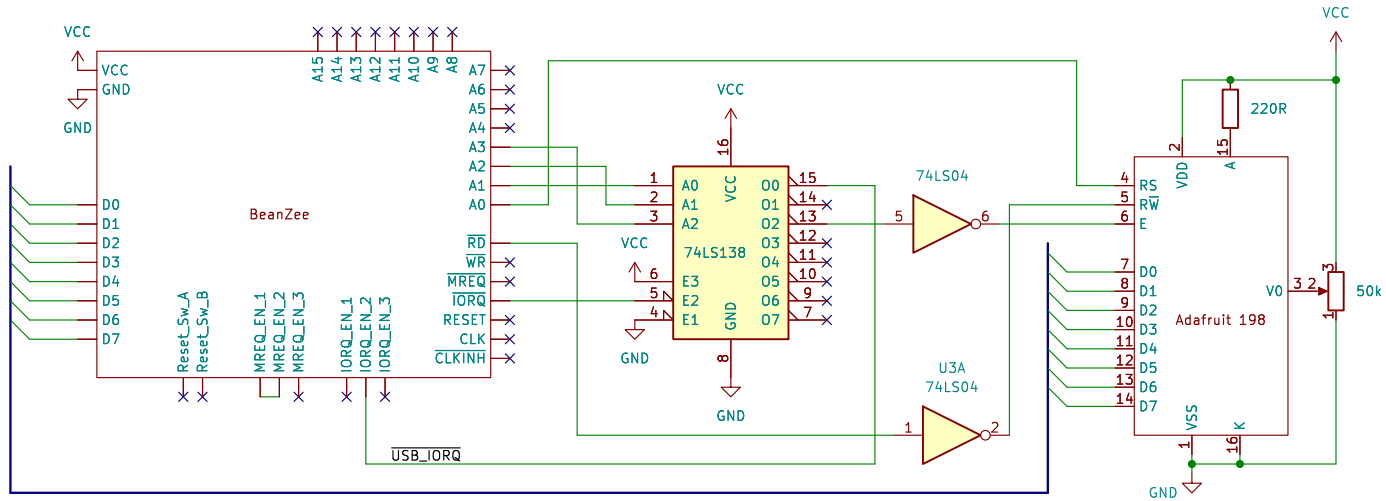 VCC
VCC
GND
GND
A15
A14
A13
A12
A11
A10
A9
A8
A7
A6
A5
A4
A3
A2
A1
A0
RD
WR
MREQ
IORQ
RESET
CLK
CLKINH
D0
D1
D2
D3
D4
D5
D6
D7
BeanZee
Reset_Sw_A
Reset_Sw_B
MREQ_EN_1
MREQ_EN_2
MREQ_EN_3
IORQ_EN_1
IORQ_EN_2
IORQ_EN_3
USB_IORQ
VCC
16
VCC
1 A0
2 A1
3 A2
VCC
6 E3
5 E2
4 E1
GND
74LS138
O0 15
O1 14
O2 13
O3 12
O4 11
O5 10
O6 9
O7 7
GND
8
GND
74LS04
5 6
U3A
74LS04
1 2
VCC
220R
2
VDD
15
A
4 RS
5 RW
6 E
7 D0
8 D1
9 D2
10 D3
11 D4
12 D5
13 D6
14 D7
Adafruit 198
V0 3
2
3
1
50k
VSS
1
K
16
GND